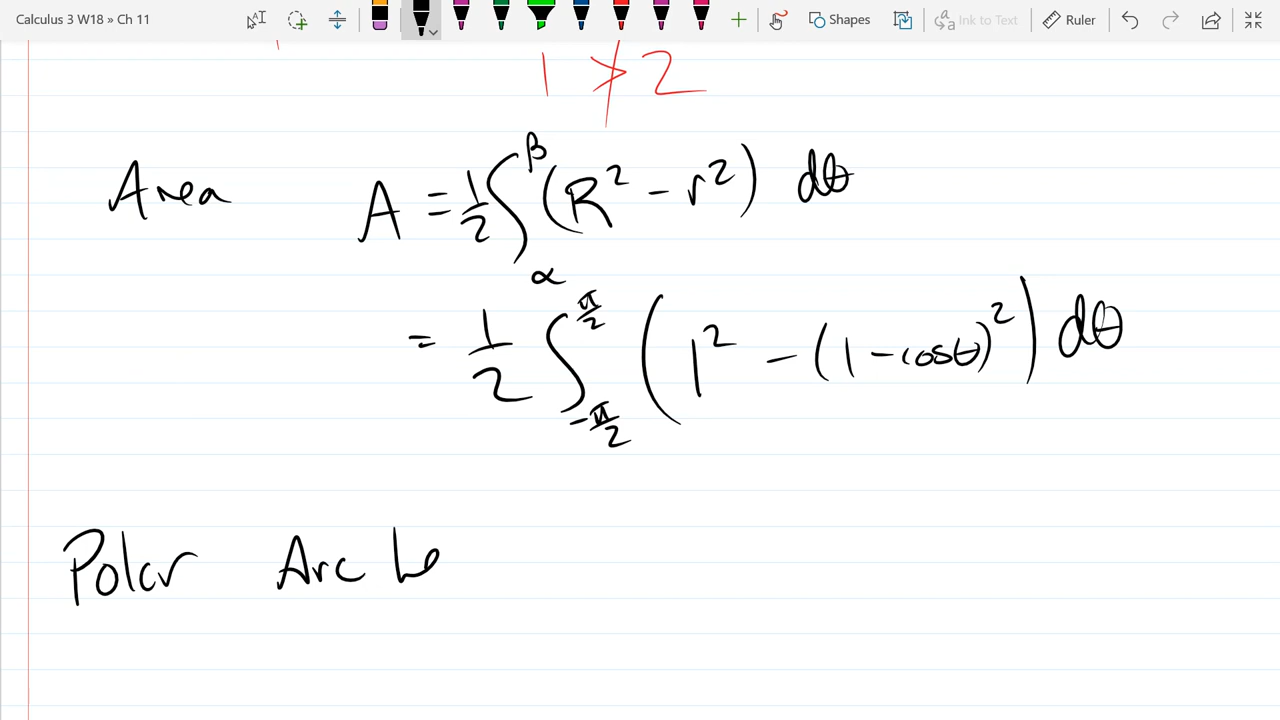 Calculus 3 W18 » Ch 11
Shapes
Ink to Text
Ruler
1 ≯ 2
Area A = 1/2 ∫_α^β (R² - r²) dθ
= 1/2 ∫_{-π/2}^{π/2} (1² - (1 - cosθ)²) dθ
Polar Arc Le